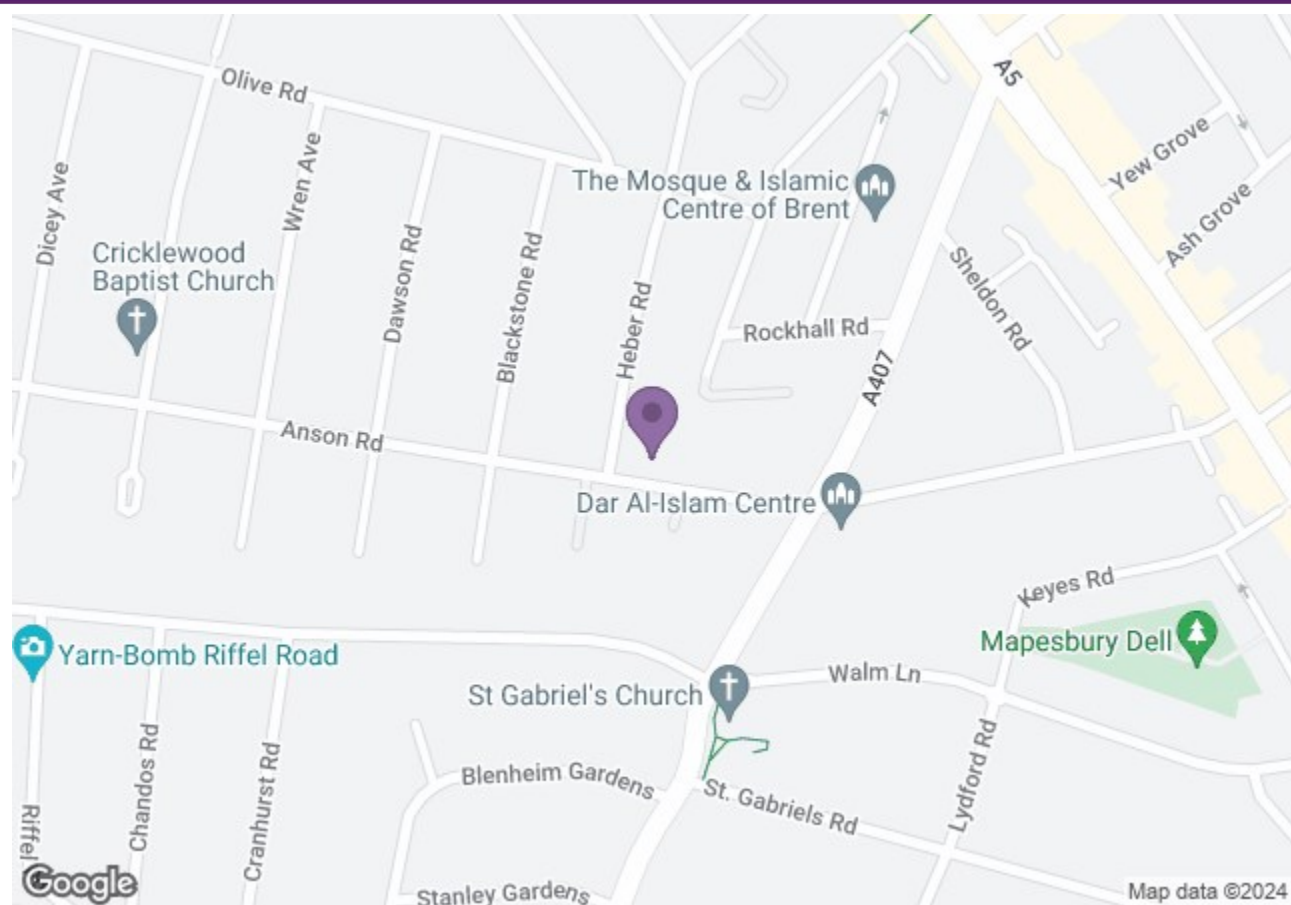 Olive Rd
A5
Yew Grove
The Mosque & Islamic
Centre of Brent
Wren Ave
Dicey Ave
Ash Grove
Cricklewood
Baptist Church
Dawson Rd
Blackstone Rd
Sheldon Rd
Heber Rd
Rockhall Rd
A407
Anson Rd
Dar Al-Islam Centre
Keyes Rd
Mapesbury Dell
Yarn-Bomb Riffel Road
Walm Ln
St Gabriel's Church
Chandos Rd
Cranhurst Rd
Blenheim Gardens
St. Gabriels Rd
Lydford Rd
Riffel
Stanley Gardens
Google
Map data ©2024